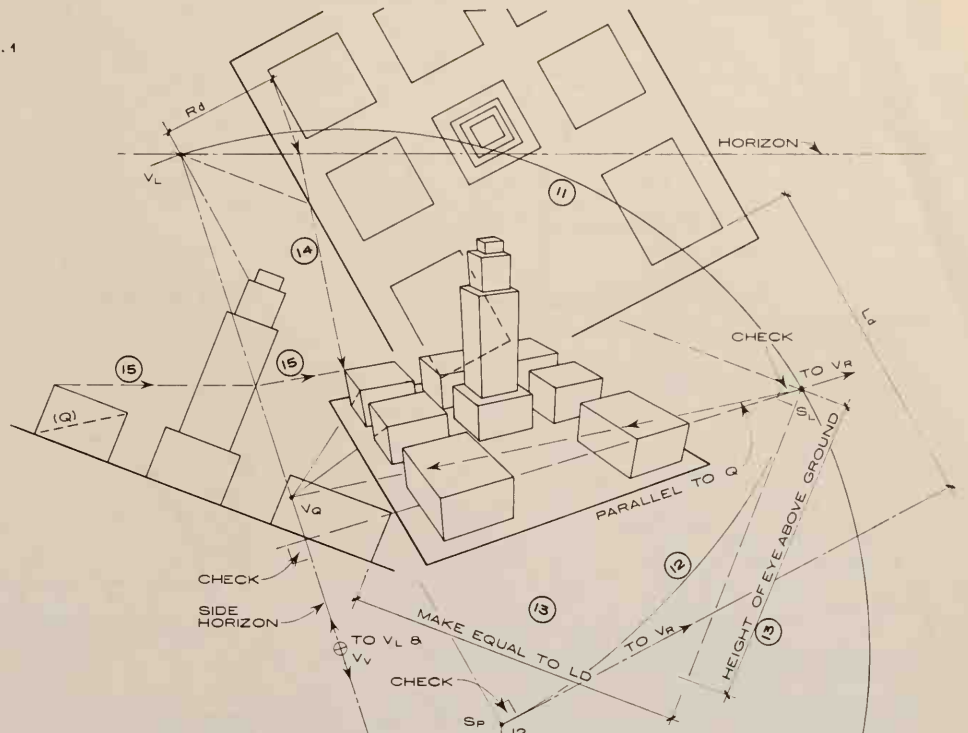 .1
Rd
HORIZON
VL
11
14
Ld
CHECK
15
15
TO VR
(Q)
SL
VQ
PARALLEL TO Q
HEIGHT OF EYE ABOVE GROUND
CHECK
12
SIDE
HORIZON
13
MAKE EQUAL TO LD
13
TO VL &
VV
TO VR
CHECK
SP
12